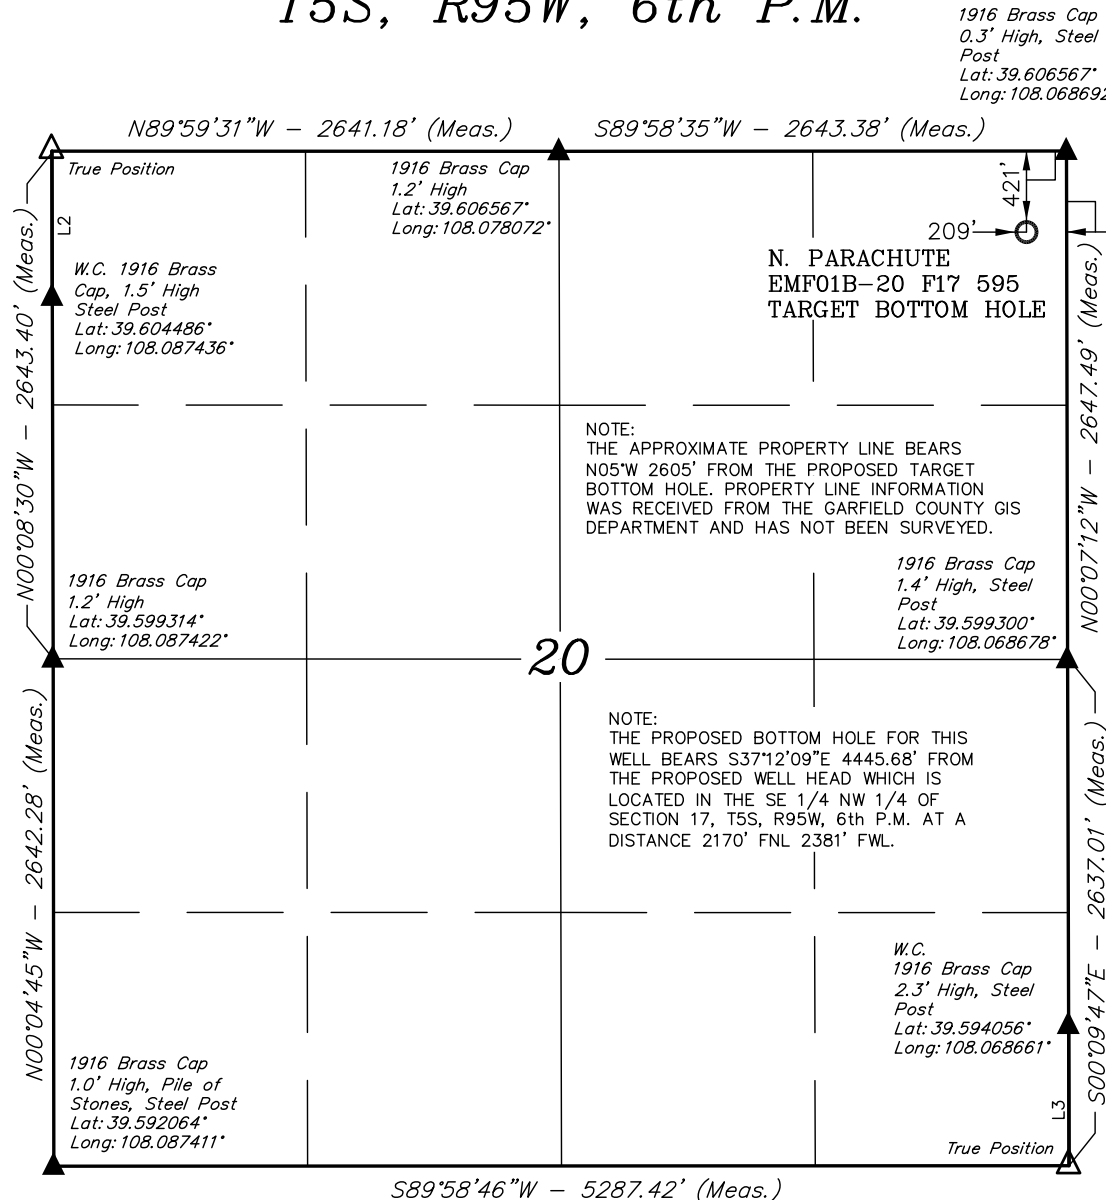 T5S, R95W, 6th P.M.
1916 Brass Cap
0.3' High, Steel
Post
Lat: 39.606567°
Long: 108.068692
N89°59'31"W – 2641.18' (Meas.)
S89°58'35"W – 2643.38' (Meas.)
True Position
1916 Brass Cap
1.2' High
Lat: 39.606567°
Long: 108.078072°
421'
209'
N. PARACHUTE
EMF01B–20 F17 595
TARGET BOTTOM HOLE
L2
W.C. 1916 Brass
Cap, 1.5' High
Steel Post
Lat: 39.604486°
Long: 108.087436°
N00°08'30"W – 2643.40' (Meas.)
N00°07'12"W – 2647.49' (Meas.)
NOTE:
THE APPROXIMATE PROPERTY LINE BEARS
N05°W 2605' FROM THE PROPOSED TARGET
BOTTOM HOLE. PROPERTY LINE INFORMATION
WAS RECEIVED FROM THE GARFIELD COUNTY GIS
DEPARTMENT AND HAS NOT BEEN SURVEYED.
1916 Brass Cap
1.2' High
Lat: 39.599314°
Long: 108.087422°
1916 Brass Cap
1.4' High, Steel
Post
Lat: 39.599300°
Long: 108.068678°
20
NOTE:
THE PROPOSED BOTTOM HOLE FOR THIS
WELL BEARS S37°12'09"E 4445.68' FROM
THE PROPOSED WELL HEAD WHICH IS
LOCATED IN THE SE 1/4 NW 1/4 OF
SECTION 17, T5S, R95W, 6th P.M. AT A
DISTANCE 2170' FNL 2381' FWL.
N00°04'45"W – 2642.28' (Meas.)
S00°09'47"E – 2637.01' (Meas.)
W.C.
1916 Brass Cap
2.3' High, Steel
Post
Lat: 39.594056°
Long: 108.068661°
1916 Brass Cap
1.0' High, Pile of
Stones, Steel Post
Lat: 39.592064°
Long: 108.087411°
L3
True Position
S89°58'46"W – 5287.42' (Meas.)